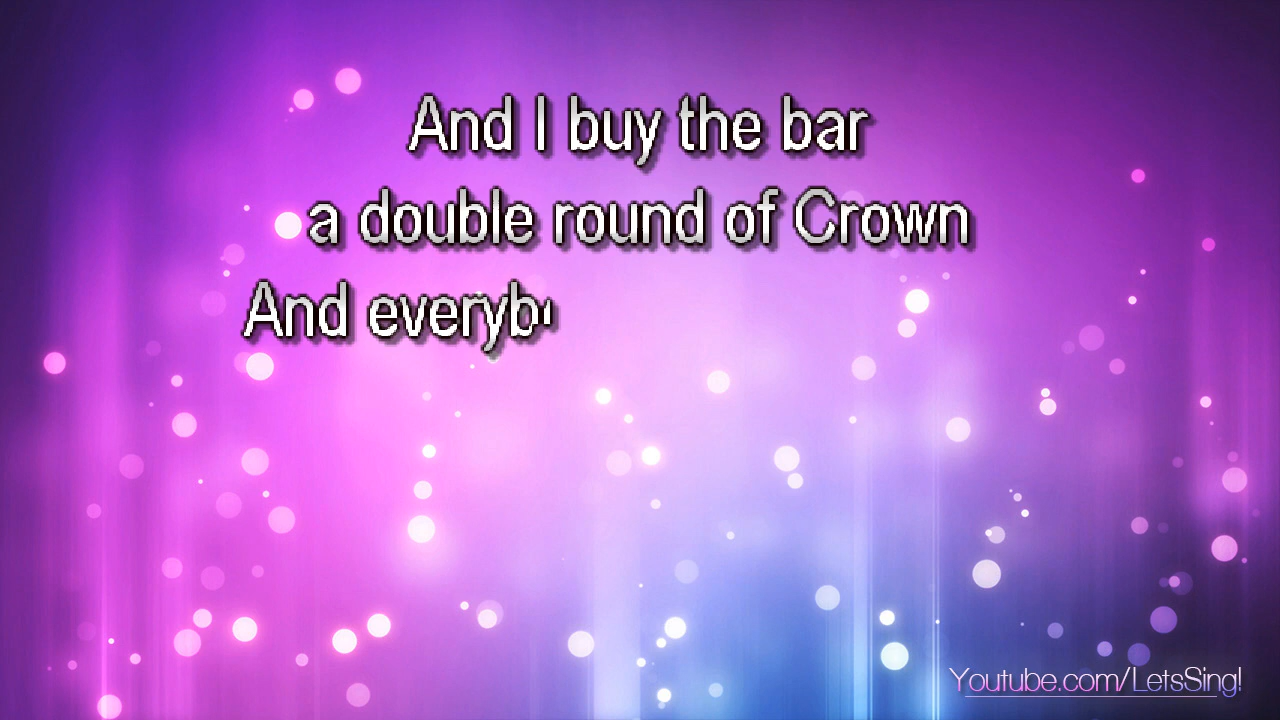 And I buy the bar
a double round of Crown
And everyb
Youtube.com/LetsSing!